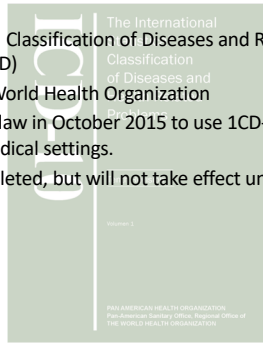 The International
Classification of Diseases and R
Classification
D)
of Diseases and
World Health Organization
law in October 2015 to use 1CD-
dical settings.
leted, but will not take effect un
ICD-10
Volume 1
PAN AMERICAN HEALTH ORGANIZATION
Pan-American Sanitary Office, Regional Office of
THE WORLD HEALTH ORGANIZATION